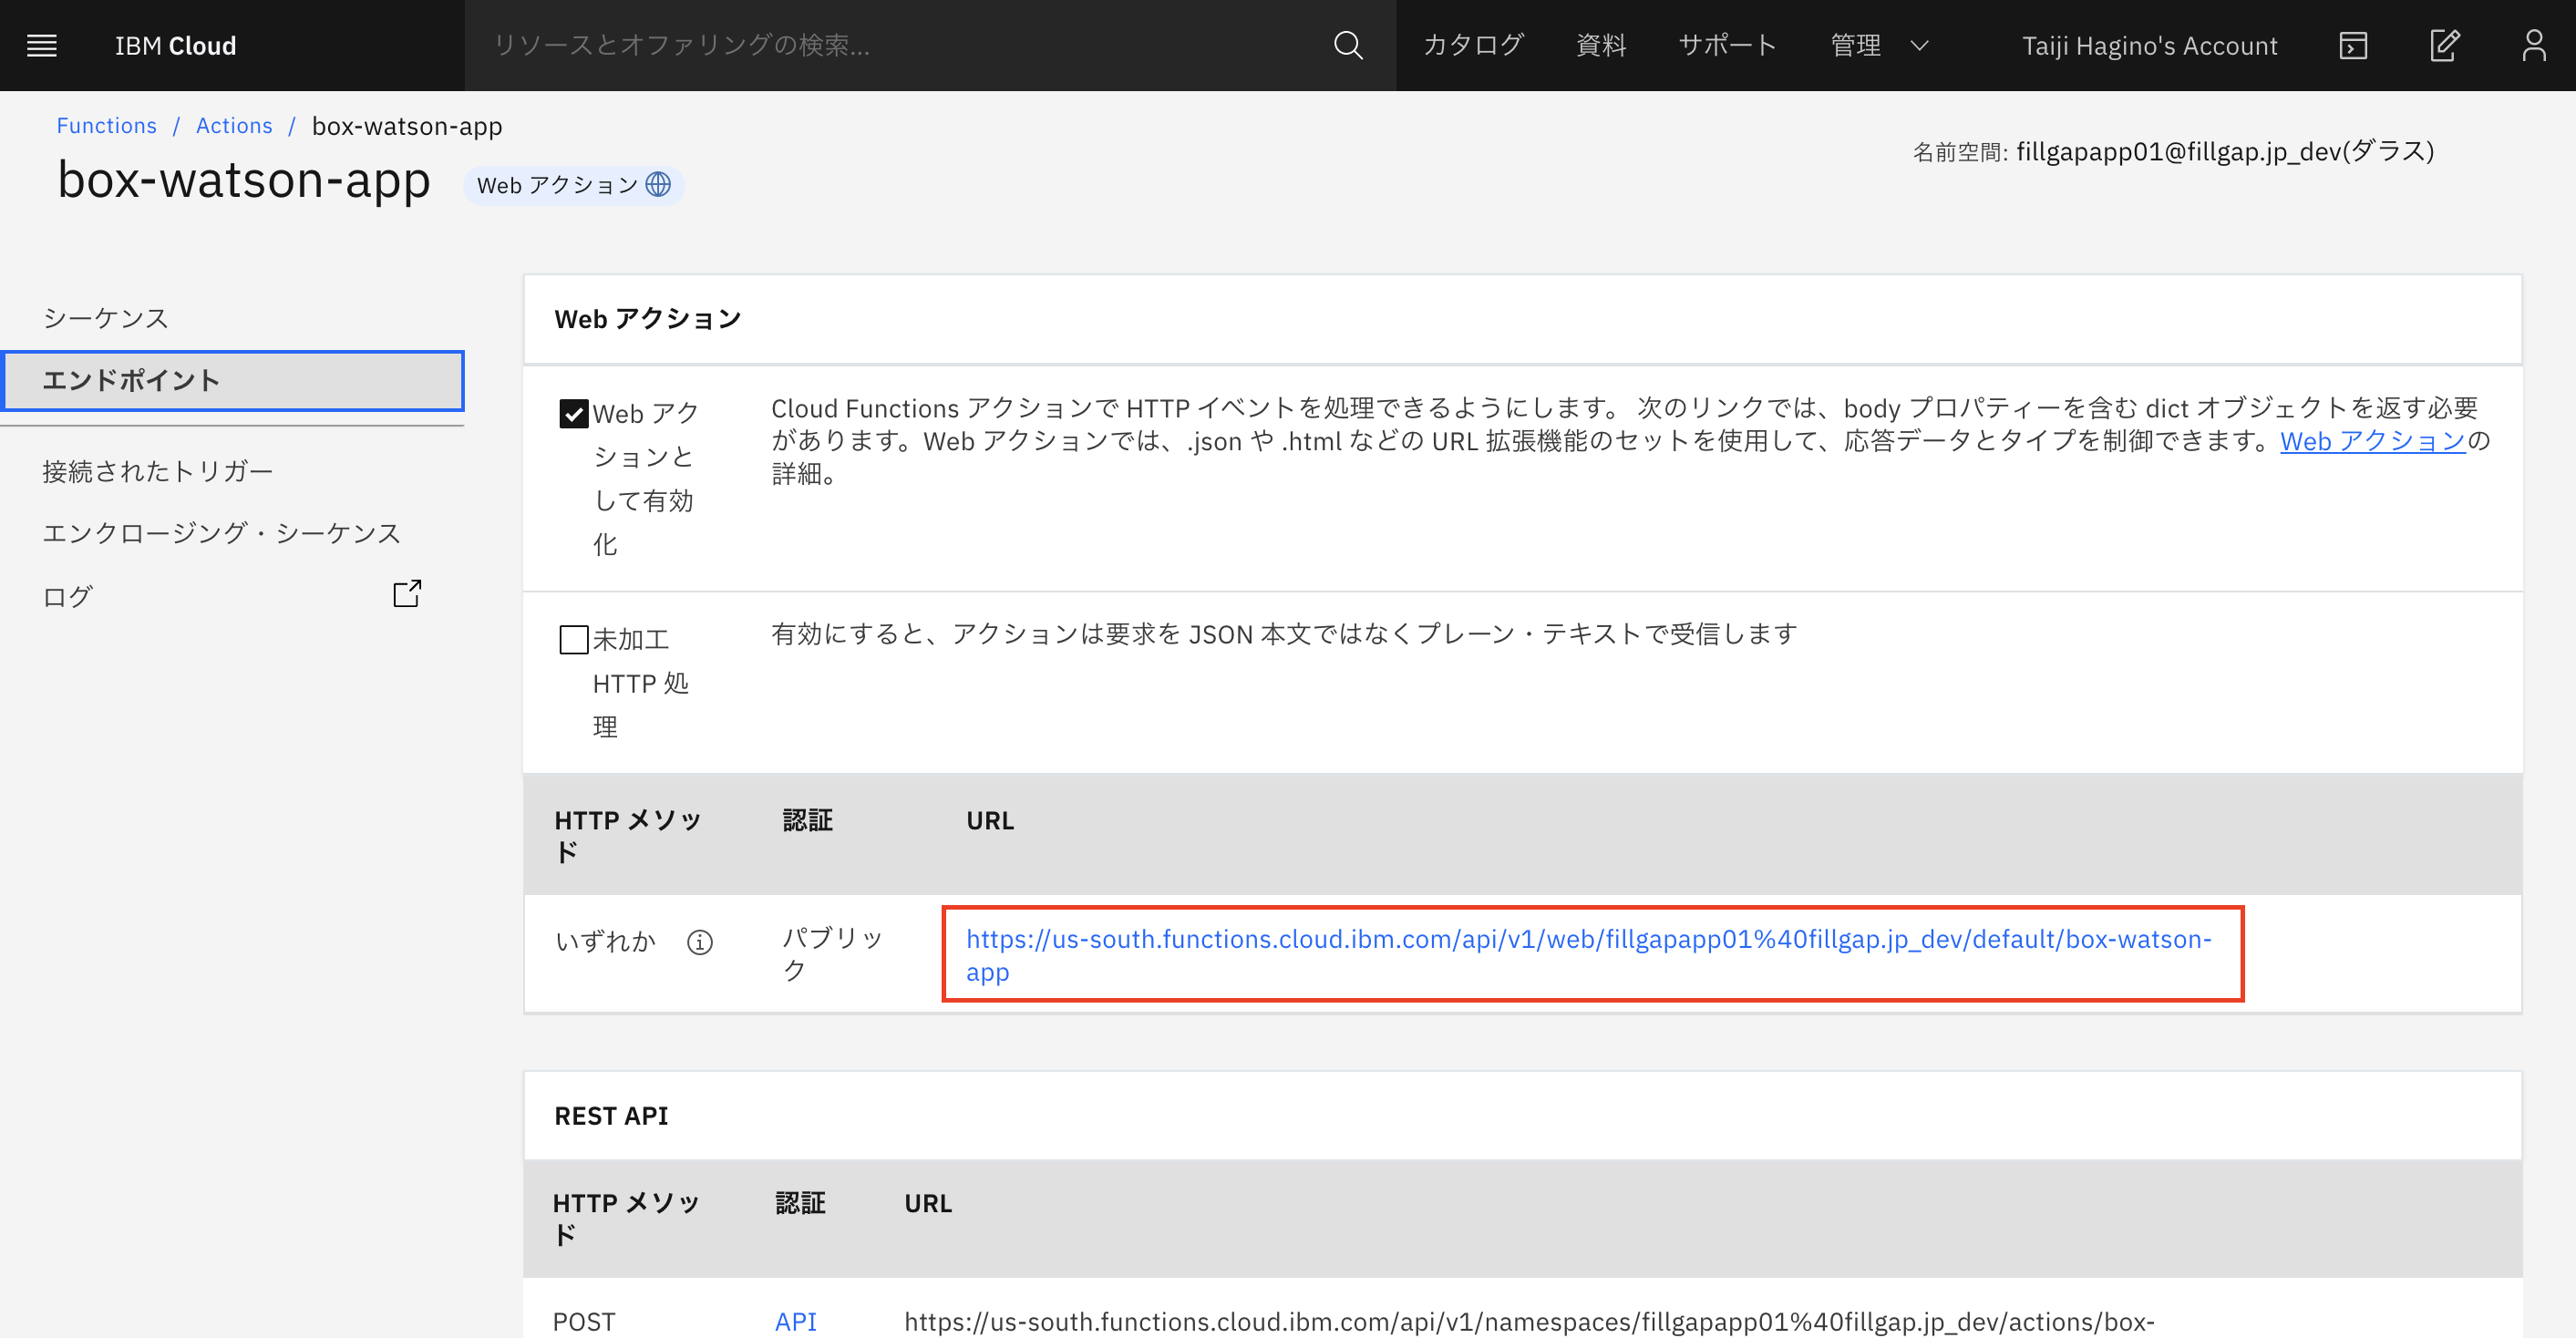 IBM Cloud
リソースとオファリングの検索...
カタログ
資料
サポート
管理
Taiji Hagino's Account
Functions / Actions / box-watson-app
box-watson-app
Web アクション
名前空間: fillgapapp01@fillgap.jp_dev(ダラス)
シーケンス
エンドポイント
接続されたトリガー
エンクロージング・シーケンス
ログ
Web アクション
Web アク
ションと
して有効
化
Cloud Functions アクションで HTTP イベントを処理できるようにします。 次のリンクでは、body プロパティーを含む dict オブジェクトを返す必要
があります。Web アクションでは、.json や .html などの URL 拡張機能のセットを使用して、応答データとタイプを制御できます。Web アクションの
詳細。
未加工
HTTP 処
理
有効にすると、アクションは要求を JSON 本文ではなくプレーン・テキストで受信します
HTTP メソッ
ド
認証
URL
いずれか
パブリッ
ク
https://us-south.functions.cloud.ibm.com/api/v1/web/fillgapapp01%40fillgap.jp_dev/default/box-watson-
app
REST API
HTTP メソッ
ド
認証
URL
POST
API
https://us-south.functions.cloud.ibm.com/api/v1/namespaces/fillgapapp01%40fillgap.jp_dev/actions/box-